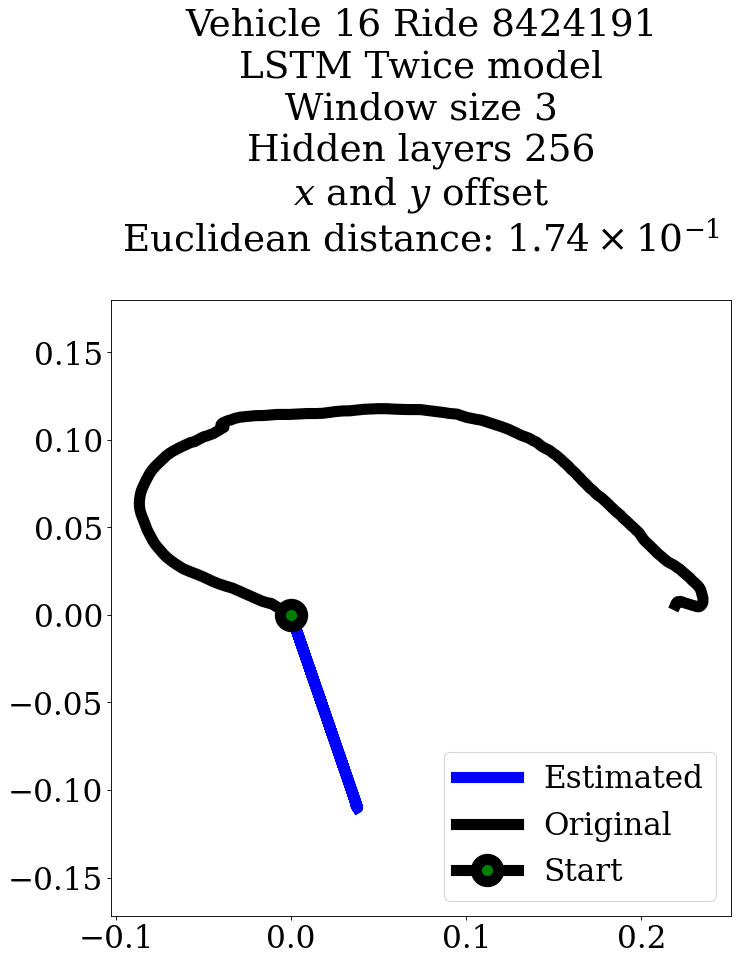 Vehicle 16 Ride 8424191
LSTM Twice model
Window size 3
Hidden layers 256
x and y offset
Euclidean distance: 1.74 × 10⁻¹
0.15
0.10
0.05
0.00
−0.05
−0.10
−0.15
−0.1
0.0
0.1
0.2
Estimated
Original
Start